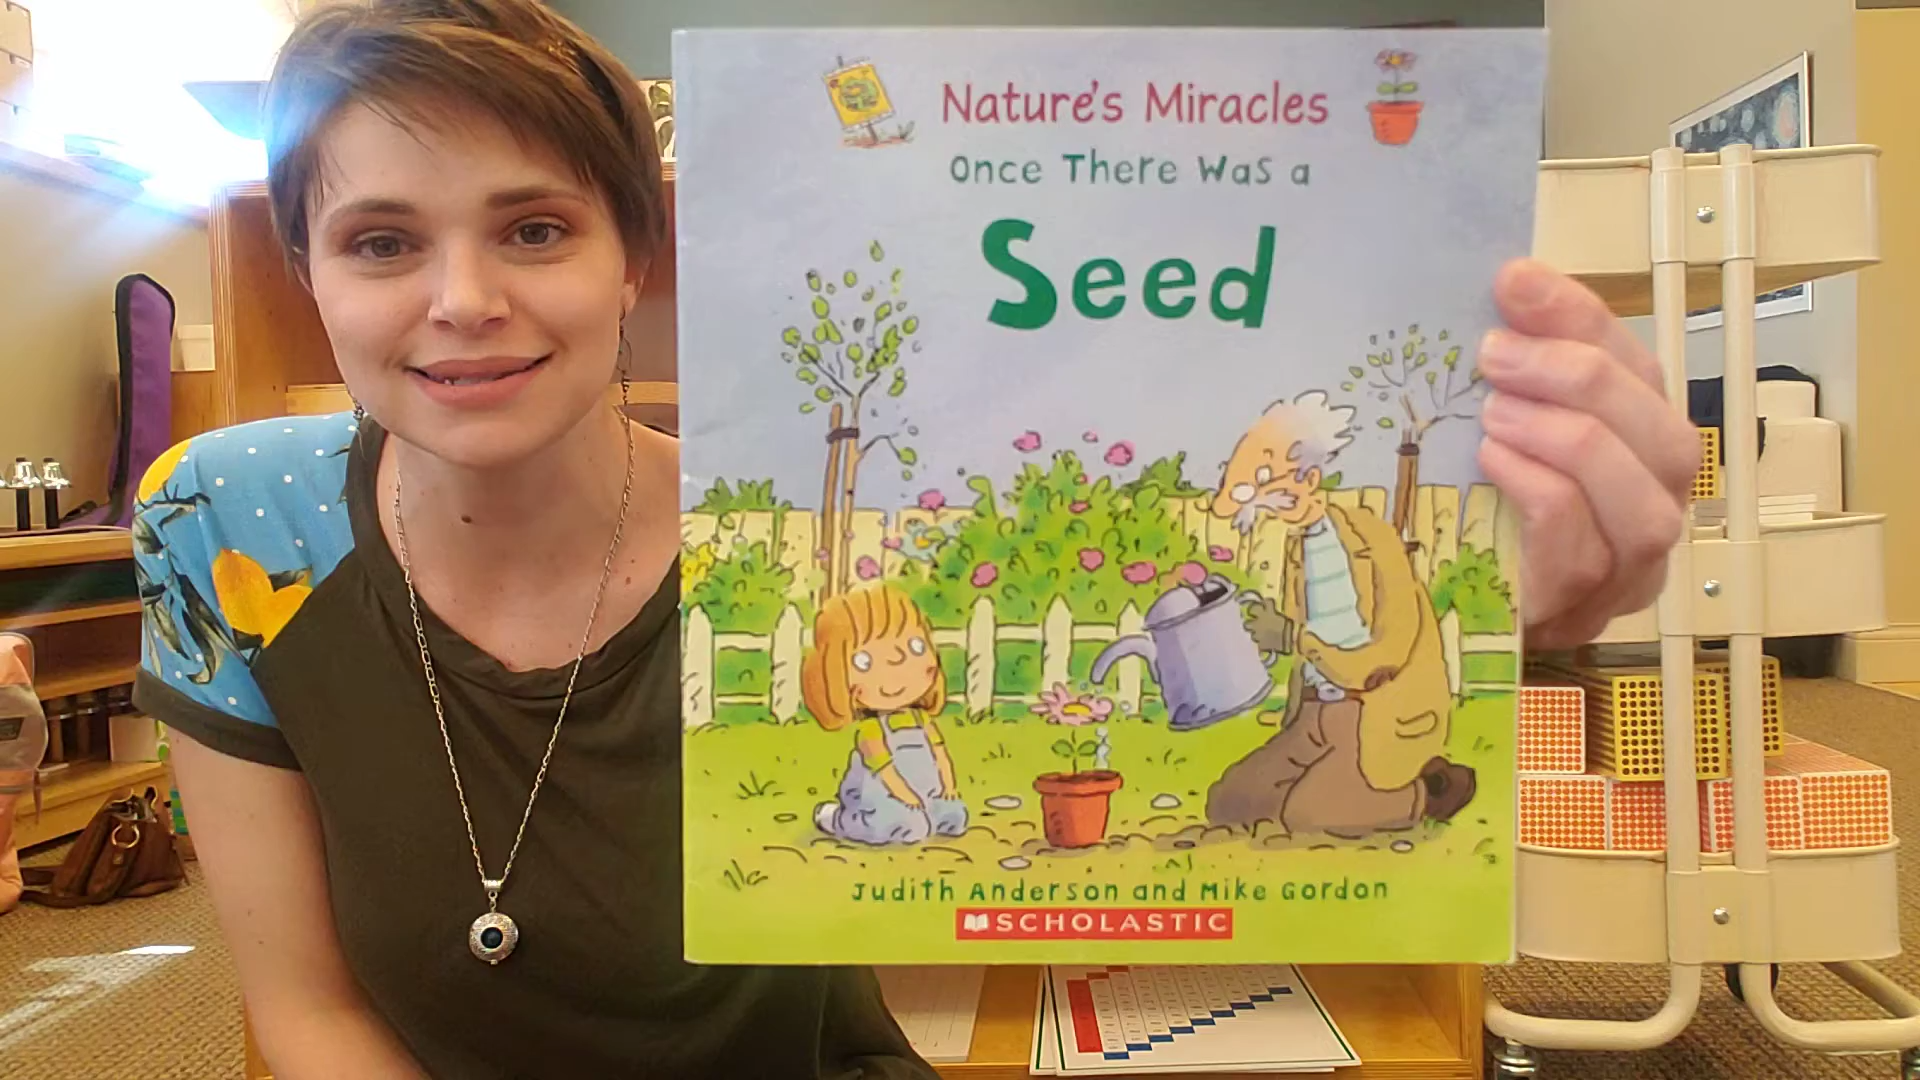 Nature's Miracles
Once There Was a
Seed
Judith Anderson and Mike Gordon
SCHOLASTIC